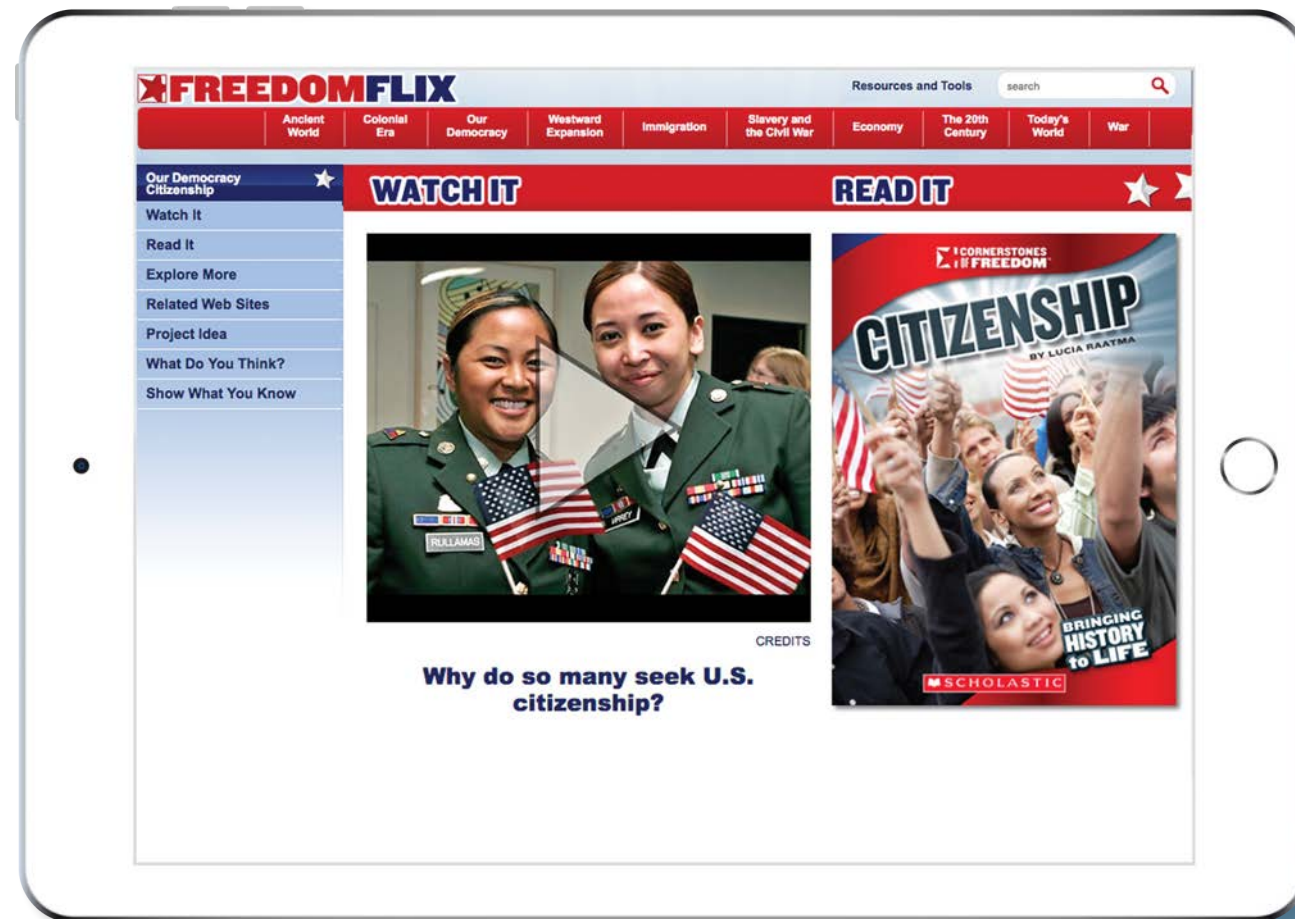 FREEDOMFLIX
Resources and Tools
search
Ancient
World
Colonial
Era
Our
Democracy
Westward
Expansion
Immigration
Slavery and
the Civil War
Economy
The 20th
Century
Today's
World
War
Our Democracy
Citizenship
Watch It
Read It
Explore More
Related Web Sites
Project Idea
What Do You Think?
Show What You Know
WATCH IT
RULLAMAS
CREDITS
Why do so many seek U.S.
citizenship?
READ IT
CORNERSTONES
OF FREEDOM
CITIZENSHIP
BY LUCIA RAATMA
BRINGING
HISTORY
to LIFE
SCHOLASTIC